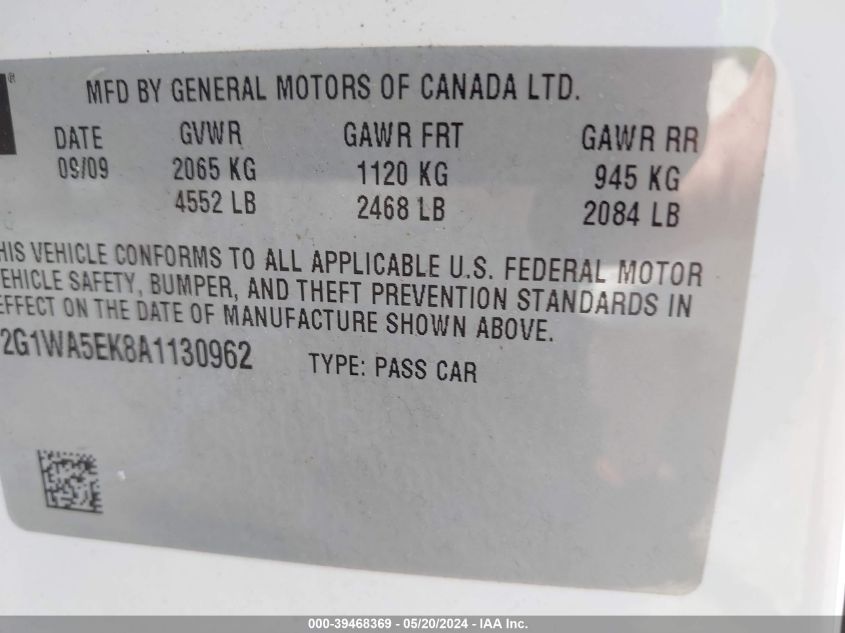 ®
MFD BY GENERAL MOTORS OF CANADA LTD.
DATE GVWR GAWR FRT GAWR RR
09/09 2065 KG 1120 KG 945 KG
4552 LB 2468 LB 2084 LB
HIS VEHICLE CONFORMS TO ALL APPLICABLE U.S. FEDERAL MOTOR
EHICLE SAFETY, BUMPER, AND THEFT PREVENTION STANDARDS IN
EFFECT ON THE DATE OF MANUFACTURE SHOWN ABOVE.
2G1WA5EK8A1130962 TYPE: PASS CAR
000-39468369 - 05/20/2024 - IAA Inc.